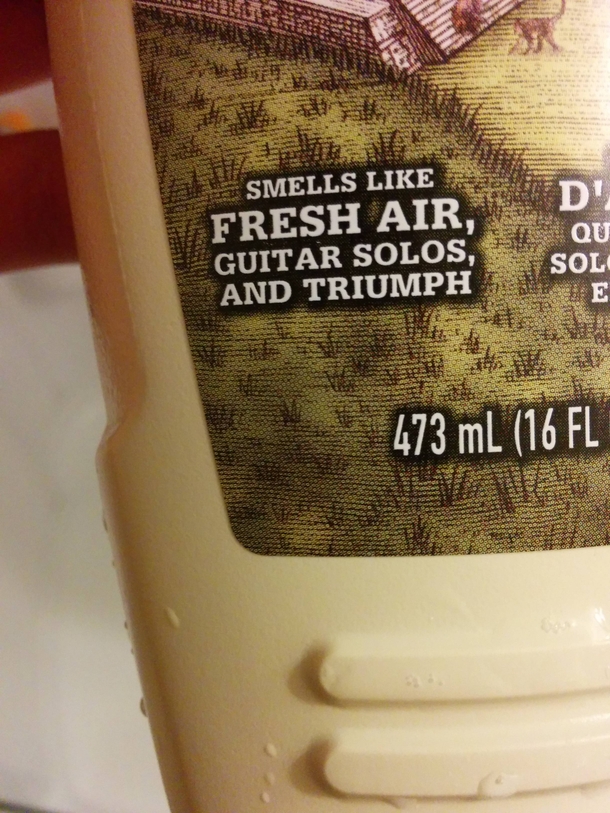 SMELLS LIKE
FRESH AIR,
GUITAR SOLOS,
AND TRIUMPH
473 mL (16 FL